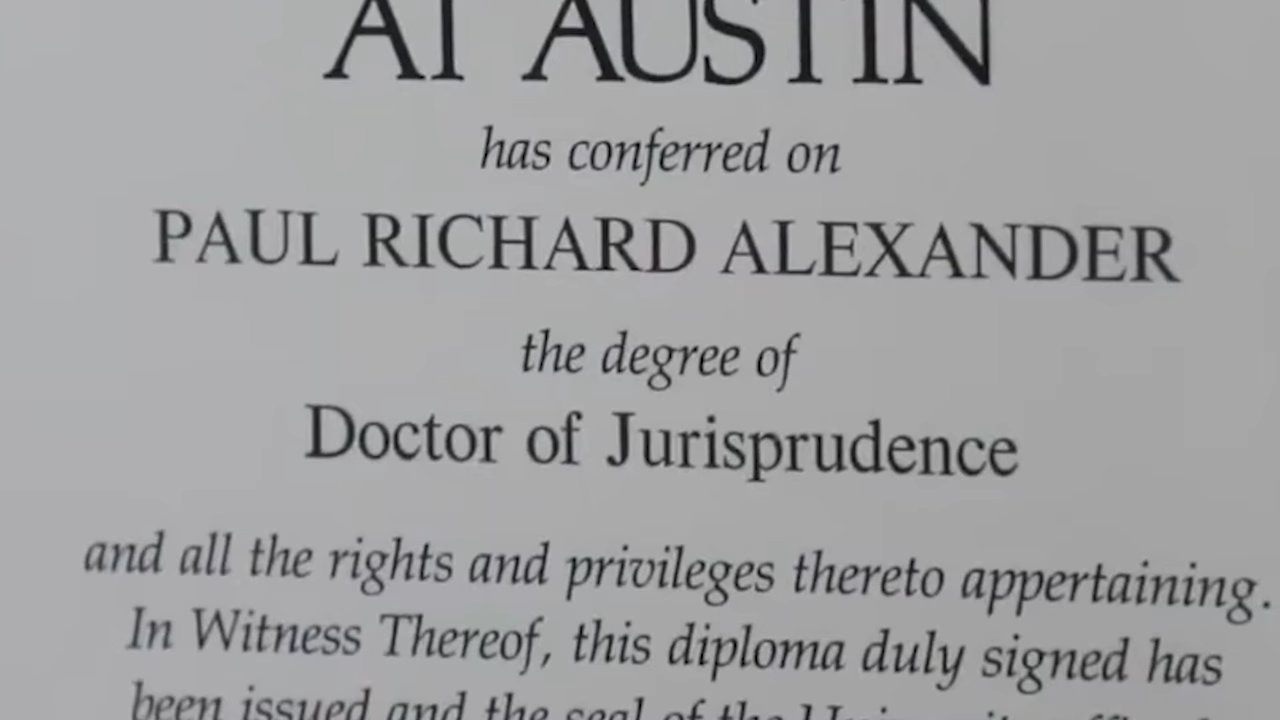 AT AUSTIN
has conferred on
PAUL RICHARD ALEXANDER
the degree of
Doctor of Jurisprudence
and all the rights and privileges thereto appertaining.
In Witness Thereof, this diploma duly signed has
been issued and the seal of the University